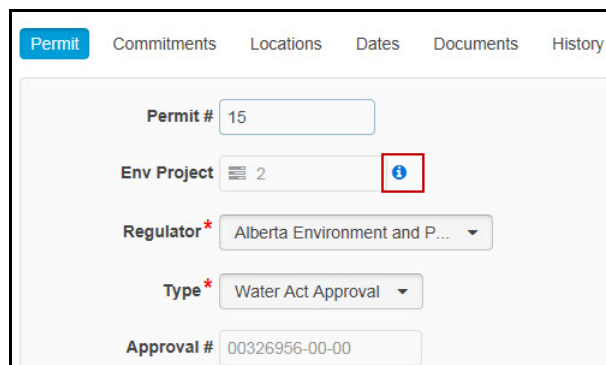 Permit Commitments Locations Dates Documents History
Permit # 15
Env Project 2
Regulator* Alberta Environment and P...
Type* Water Act Approval
Approval # 00326956-00-00